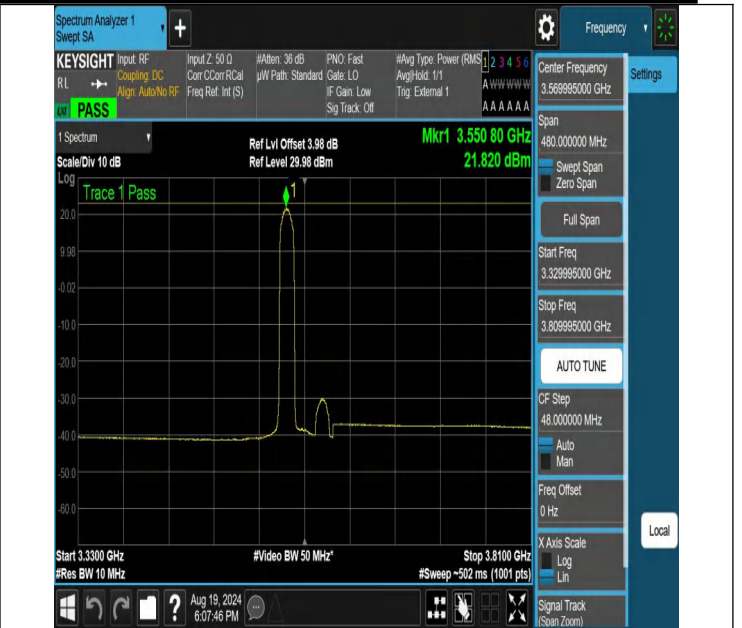 Spectrum Analyzer 1
Swept SA
+
Frequency
KEYSIGHT
Input: RF
Input Z: 50 Ω
#Atten: 36 dB
PNO: Fast
#Avg Type: Power (RMS
1 2 3 4 5 6
RL
Coupling: DC
Corr CCorr RCal
µW Path: Standard
Gate: LO
Avg|Hold: 1/1
Align: Auto/No RF
Freq Ref: Int (S)
IF Gain: Low
Trig: External 1
A W W W W W
Sig Track: Off
A A A A A A
LXI
PASS
1 Spectrum
Ref Lvl Offset 3.98 dB
Mkr1 3.550 80 GHz
Scale/Div 10 dB
Ref Level 29.98 dBm
21.820 dBm
Log
Trace 1 Pass
1
20.0
9.98
-0.02
-10.0
-20.0
-30.0
-40.0
-50.0
-60.0
Start 3.3300 GHz
#Video BW 50 MHz*
Stop 3.8100 GHz
#Res BW 10 MHz
#Sweep ~502 ms (1001 pts)
?
Aug 19, 2024
6:07:46 PM
Center Frequency
3.569995000 GHz
Settings
Span
480.000000 MHz
Swept Span
Zero Span
Full Span
Start Freq
3.329995000 GHz
Stop Freq
3.809995000 GHz
AUTO TUNE
CF Step
48.000000 MHz
Auto
Man
Freq Offset
0 Hz
Local
X Axis Scale
Log
Lin
Signal Track
(Span Zoom)